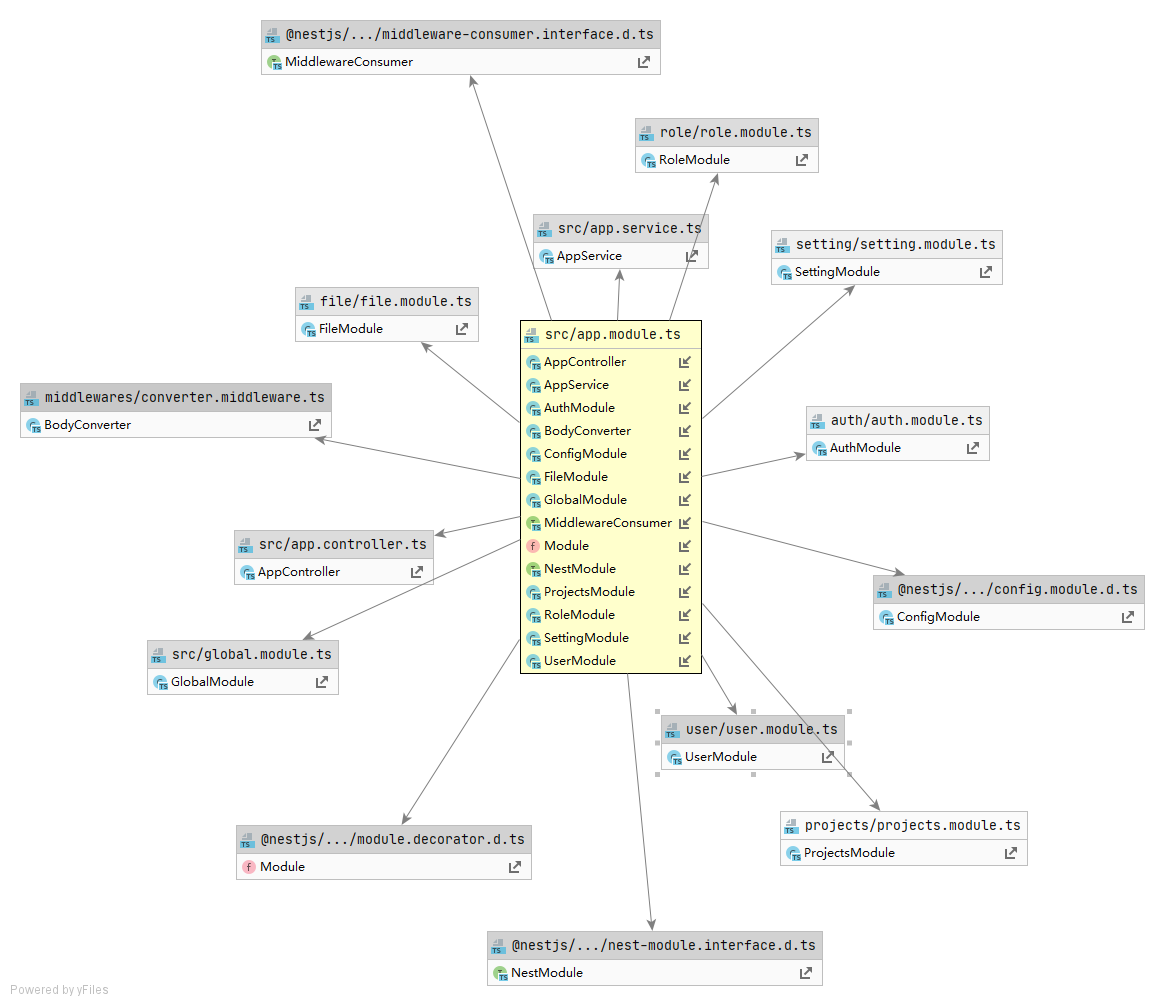 @nestjs/.../middleware-consumer.interface.d.ts
MiddlewareConsumer
role/role.module.ts
RoleModule
src/app.service.ts
AppService
setting/setting.module.ts
SettingModule
file/file.module.ts
FileModule
src/app.module.ts
AppController
AppService
AuthModule
BodyConverter
ConfigModule
FileModule
GlobalModule
MiddlewareConsumer
Module
NestModule
ProjectsModule
RoleModule
SettingModule
UserModule
middlewares/converter.middleware.ts
BodyConverter
auth/auth.module.ts
AuthModule
src/app.controller.ts
AppController
@nestjs/.../config.module.d.ts
ConfigModule
src/global.module.ts
GlobalModule
user/user.module.ts
UserModule
projects/projects.module.ts
ProjectsModule
@nestjs/.../module.decorator.d.ts
Module
@nestjs/.../nest-module.interface.d.ts
NestModule
Powered by yFiles